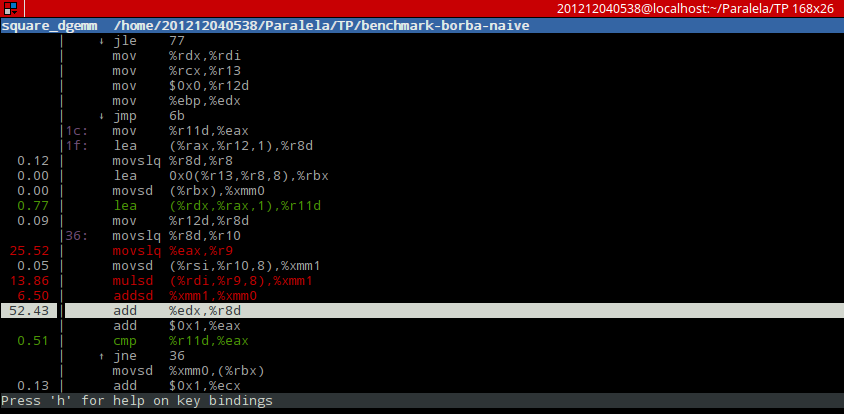 201212040538@localhost:~/Paralela/TP 168x26
square_dgemm /home/201212040538/Paralela/TP/benchmark-borba-naive
│ ↓ jle 77
│ mov %rdx,%rdi
│ mov %rcx,%r13
│ mov $0x0,%r12d
│ mov %ebp,%edx
│ ↓ jmp 6b
│1c: mov %r11d,%eax
│1f: lea (%rax,%r12,1),%r8d
0.12 │ movslq %r8d,%r8
0.00 │ lea 0x0(%r13,%r8,8),%rbx
0.00 │ movsd (%rbx),%xmm0
0.77 │ lea (%rdx,%rax,1),%r11d
0.09 │ mov %r12d,%r8d
│36: movslq %r8d,%r10
25.52 │ movslq %eax,%r9
0.05 │ movsd (%rsi,%r10,8),%xmm1
13.86 │ mulsd (%rdi,%r9,8),%xmm1
6.50 │ addsd %xmm1,%xmm0
52.43 │ add %edx,%r8d
│ add $0x1,%eax
0.51 │ cmp %r11d,%eax
│ ↑ jne 36
│ movsd %xmm0,(%rbx)
0.13 │ add $0x1,%ecx
Press 'h' for help on key bindings